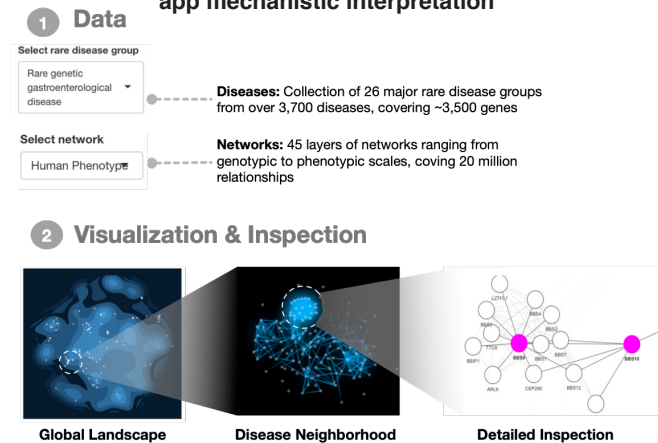 app mechanistic interpretation
1 Data
Select rare disease group
Rare genetic
gastroenterological
disease
Diseases: Collection of 26 major rare disease groups
from over 3,700 diseases, covering ~3,500 genes
Select network
Human Phenotype
Networks: 45 layers of networks ranging from
genotypic to phenotypic scales, coving 20 million
relationships
2 Visualization & Inspection
LZTFL1
BBS4
BBS2
TTC8
BBIP1
BBS9
BBS7
BBS10
ARL6
CEP290
BBS12
Global Landscape
Disease Neighborhood
Detailed Inspection